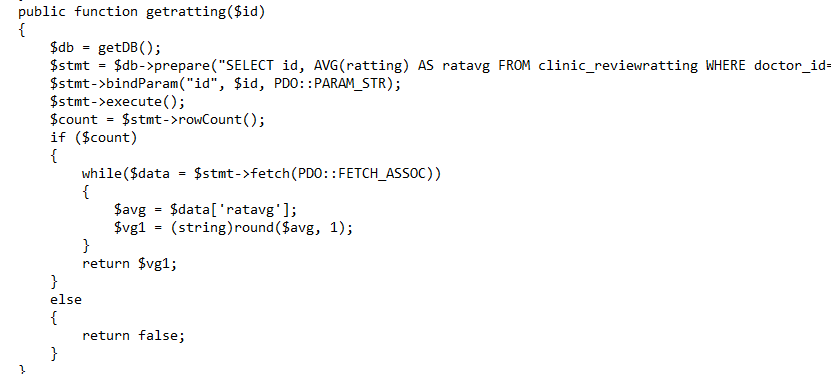 public function getratting($id)
{
$db = getDB();
$stmt = $db->prepare("SELECT id, AVG(ratting) AS ratavg FROM clinic_reviewratting WHERE doctor_id=
$stmt->bindParam("id", $id, PDO::PARAM_STR);
$stmt->execute();
$count = $stmt->rowCount();
if ($count)
{
while($data = $stmt->fetch(PDO::FETCH_ASSOC))
{
$avg = $data['ratavg'];
$vg1 = (string)round($avg, 1);
}
return $vg1;
}
else
{
return false;
}
}